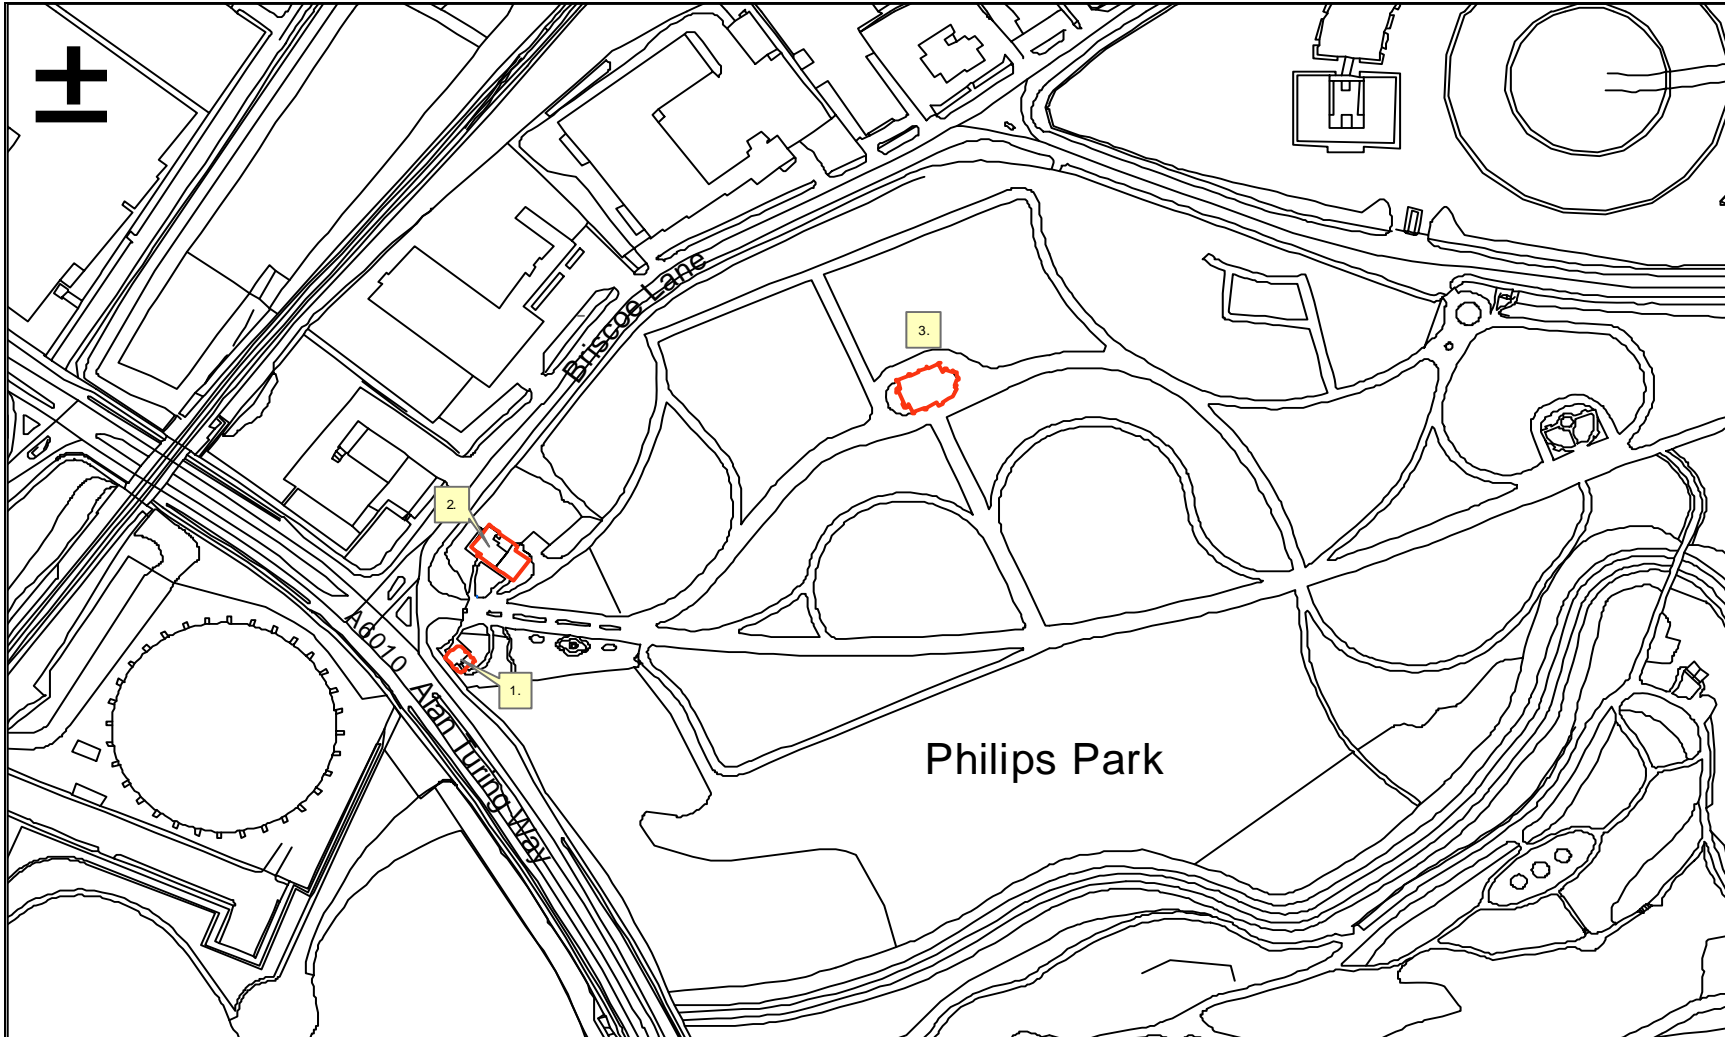 ±
Briscoe Lane
3.
2.
A6010
1.
Alan Turing Way
Philips Park